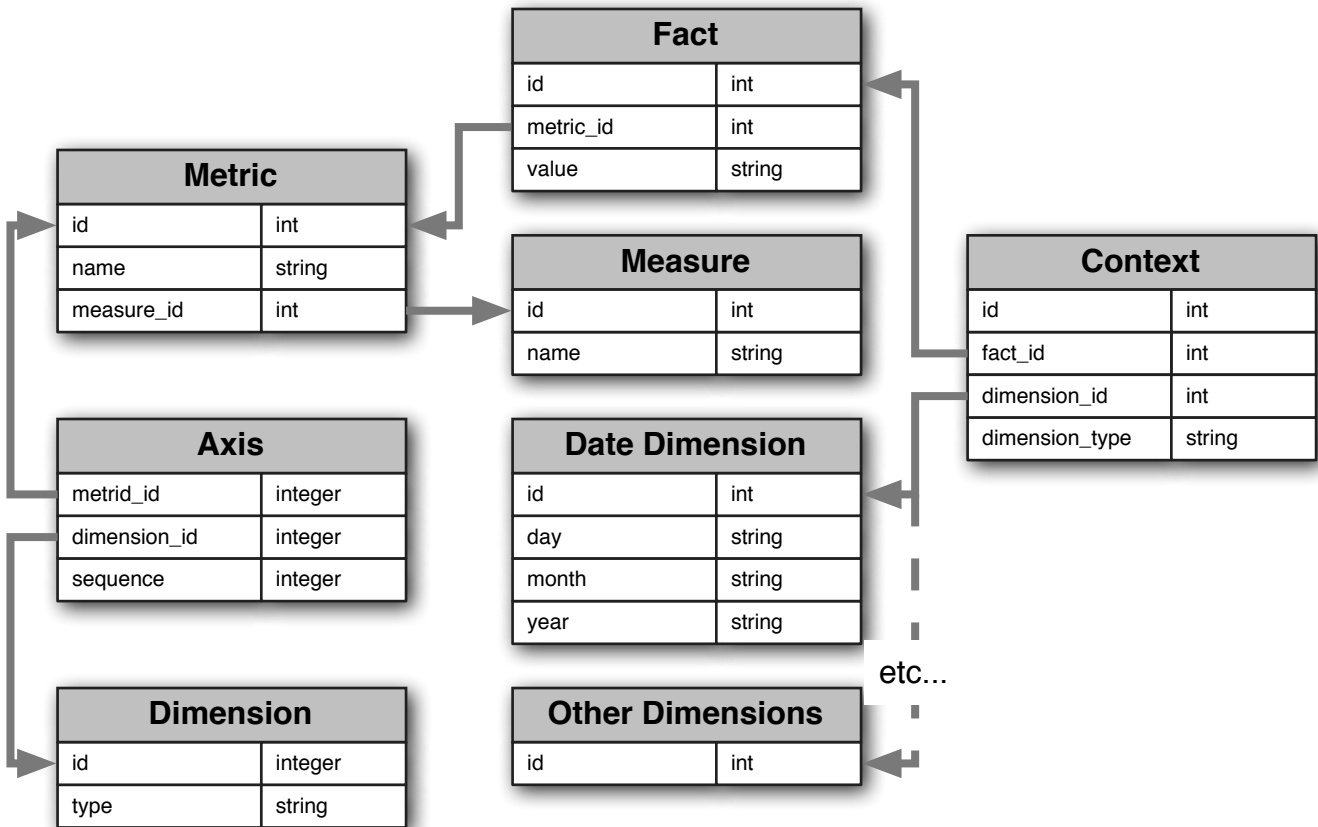 Fact
id int
metric_id int
value string
Metric
id int
name string
measure_id int
Measure
id int
name string
Context
id int
fact_id int
dimension_id int
dimension_type string
Axis
metrid_id integer
dimension_id integer
sequence integer
Date Dimension
id int
day string
month string
year string
etc...
Dimension
id integer
type string
Other Dimensions
id int